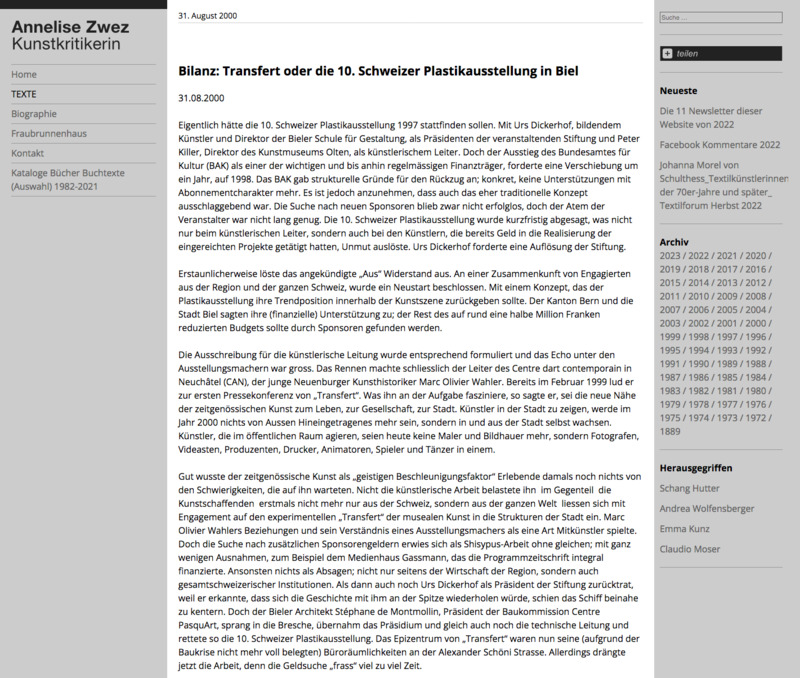 Annelise Zwez
Kunstkritikerin
Home
TEXTE
Biographie
Fraubrunnenhaus
Kontakt
Kataloge Bücher Buchtexte
(Auswahl) 1982-2021
31. August 2000
Bilanz: Transfert oder die 10. Schweizer Plastikausstellung in Biel
31.08.2000
Eigentlich hätte die 10. Schweizer Plastikausstellung 1997 stattfinden sollen. Mit Urs Dickerhof, bildendem
Künstler und Direktor der Bieler Schule für Gestaltung, als Präsidenten der veranstaltenden Stiftung und Peter
Killer, Direktor des Kunstmuseums Olten, als künstlerischem Leiter. Doch der Ausstieg des Bundesamtes für
Kultur (BAK) als einer der wichtigen und bis anhin regelmässigen Finanzträger, forderte eine Verschiebung um
ein Jahr, auf 1998. Das BAK gab strukturelle Gründe für den Rückzug an; konkret, keine Unterstützungen mit
Abonnementcharakter mehr. Es ist jedoch anzunehmen, dass auch das eher traditionelle Konzept
ausschlaggebend war. Die Suche nach neuen Sponsoren blieb zwar nicht erfolglos, doch der Atem der
Veranstalter war nicht lang genug. Die 10. Schweizer Plastikausstellung wurde kurzfristig abgesagt, was nicht
nur beim künstlerischen Leiter, sondern auch bei den Künstlern, die bereits Geld in die Realisierung der
eingereichten Projekte getätigt hatten, Unmut auslöste. Urs Dickerhof forderte eine Auflösung der Stiftung.
Erstaunlicherweise löste das angekündigte „Aus“ Widerstand aus. An einer Zusammenkunft von Engagierten
aus der Region und der ganzen Schweiz, wurde ein Neustart beschlossen. Mit einem Konzept, das der
Plastikausstellung ihre Trendposition innerhalb der Kunstszene zurückgeben sollte. Der Kanton Bern und die
Stadt Biel sagten ihre (finanzielle) Unterstützung zu; der Rest des auf rund eine halbe Million Franken
reduzierten Budgets sollte durch Sponsoren gefunden werden.
Die Ausschreibung für die künstlerische Leitung wurde entsprechend formuliert und das Echo unter den
Ausstellungsmachern war gross. Das Rennen machte schliesslich der Leiter des Centre dart contemporain in
Neuchâtel (CAN), der junge Neuenburger Kunsthistoriker Marc Olivier Wahler. Bereits im Februar 1999 lud er
zur ersten Pressekonferenz von „Transfert“. Was ihn an der Aufgabe fasziniere, so sagte er, sei die neue Nähe
der zeitgenössischen Kunst zum Leben, zur Gesellschaft, zur Stadt. Künstler in der Stadt zu zeigen, werde im
Jahr 2000 nichts von Aussen Hineingetragenes mehr sein, sondern in und aus der Stadt selbst wachsen.
Künstler, die im öffentlichen Raum agieren, seien heute keine Maler und Bildhauer mehr, sondern Fotografen,
Videasten, Produzenten, Drucker, Animatoren, Spieler und Tänzer in einem.
Gut wusste der zeitgenössische Kunst als „geistigen Beschleunigungsfaktor“ Erlebende damals noch nichts von
den Schwierigkeiten, die auf ihn warteten. Nicht die künstlerische Arbeit belastete ihn  im Gegenteil  die
Kunstschaffenden  erstmals nicht mehr nur aus der Schweiz, sondern aus der ganzen Welt  liessen sich mit
Engagement auf den experimentellen „Transfert“ der musealen Kunst in die Strukturen der Stadt ein. Marc
Olivier Wahlers Beziehungen und sein Verständnis eines Ausstellungsmachers als eine Art Mitkünstler spielte.
Doch die Suche nach zusätzlichen Sponsorengeldern erwies sich als Shisypus-Arbeit ohne gleichen; mit ganz
wenigen Ausnahmen, zum Beispiel dem Medienhaus Gassmann, das die Programmzeitschrift integral
finanzierte. Ansonsten nichts als Absagen; nicht nur seitens der Wirtschaft der Region, sondern auch
gesamtschweizerischer Institutionen. Als dann auch noch Urs Dickerhof als Präsident der Stiftung zurücktrat,
weil er erkannte, dass sich die Geschichte mit ihm an der Spitze wiederholen würde, schien das Schiff beinahe
zu kentern. Doch der Bieler Architekt Stéphane de Montmollin, Präsident der Baukommission Centre
PasquArt, sprang in die Bresche, übernahm das Präsidium und gleich auch noch die technische Leitung und
rettete so die 10. Schweizer Plastikausstellung. Das Epizentrum von „Transfert“ waren nun seine (aufgrund der
Baukrise nicht mehr voll belegten) Büroräumlichkeiten an der Alexander Schöni Strasse. Allerdings drängte
jetzt die Arbeit, denn die Geldsuche „frass“ viel zu viel Zeit.
Suche ...
teilen
Neueste
Die 11 Newsletter dieser
Website von 2022
Facebook Kommentare 2022
Johanna Morel von
Schulthess_Textilkünstlerinnen
der 70er-Jahre und später_
Textilforum Herbst 2022
Archiv
2023 / 2022 / 2021 / 2020 /
2019 / 2018 / 2017 / 2016 /
2015 / 2014 / 2013 / 2012 /
2011 / 2010 / 2009 / 2008 /
2007 / 2006 / 2005 / 2004 /
2003 / 2002 / 2001 / 2000 /
1999 / 1998 / 1997 / 1996 /
1995 / 1994 / 1993 / 1992 /
1991 / 1990 / 1989 / 1988 /
1987 / 1986 / 1985 / 1984 /
1983 / 1982 / 1981 / 1980 /
1979 / 1978 / 1977 / 1976 /
1975 / 1974 / 1973 / 1972 /
1889
Herausgegriffen
Schang Hutter
Andrea Wolfensberger
Emma Kunz
Claudio Moser